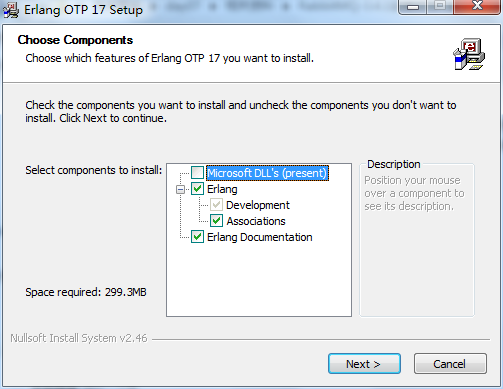 Erlang OTP 17 Setup
Choose Components
Choose which features of Erlang OTP 17 you want to install.
Check the components you want to install and uncheck the components you don't want to
install. Click Next to continue.
Select components to install:
Microsoft DLL's (present)
Erlang
Development
Associations
Erlang Documentation
Description
Position your mouse
over a component to
see its description.
Space required: 299.3MB
Nullsoft Install System v2.46
Next >
Cancel